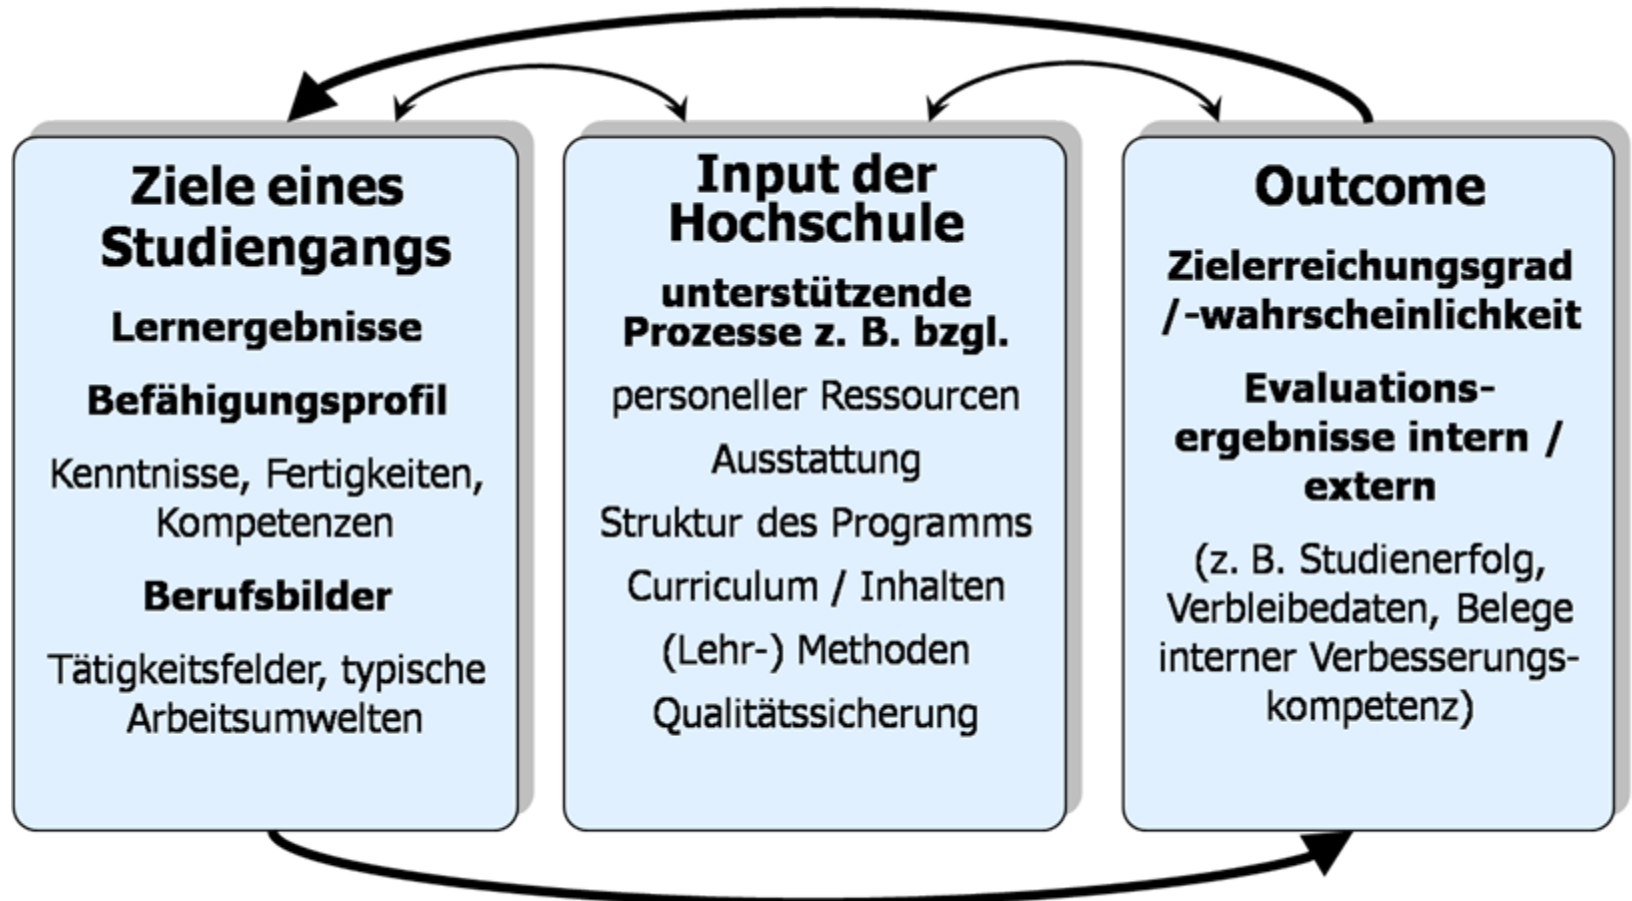 Ziele eines
Studiengangs
Lernergebnisse
Befähigungsprofil
Kenntnisse, Fertigkeiten,
Kompetenzen
Berufsbilder
Tätigkeitsfelder, typische
Arbeitsumwelten
Input der
Hochschule
unterstützende
Prozesse z. B. bzgl.
personeller Ressourcen
Ausstattung
Struktur des Programms
Curriculum / Inhalten
(Lehr-) Methoden
Qualitätssicherung
Outcome
Zielerreichungsgrad
/-wahrscheinlichkeit
Evaluations-
ergebnisse intern /
extern
(z. B. Studienerfolg,
Verbleibedaten, Belege
interner Verbesserungs-
kompetenz)